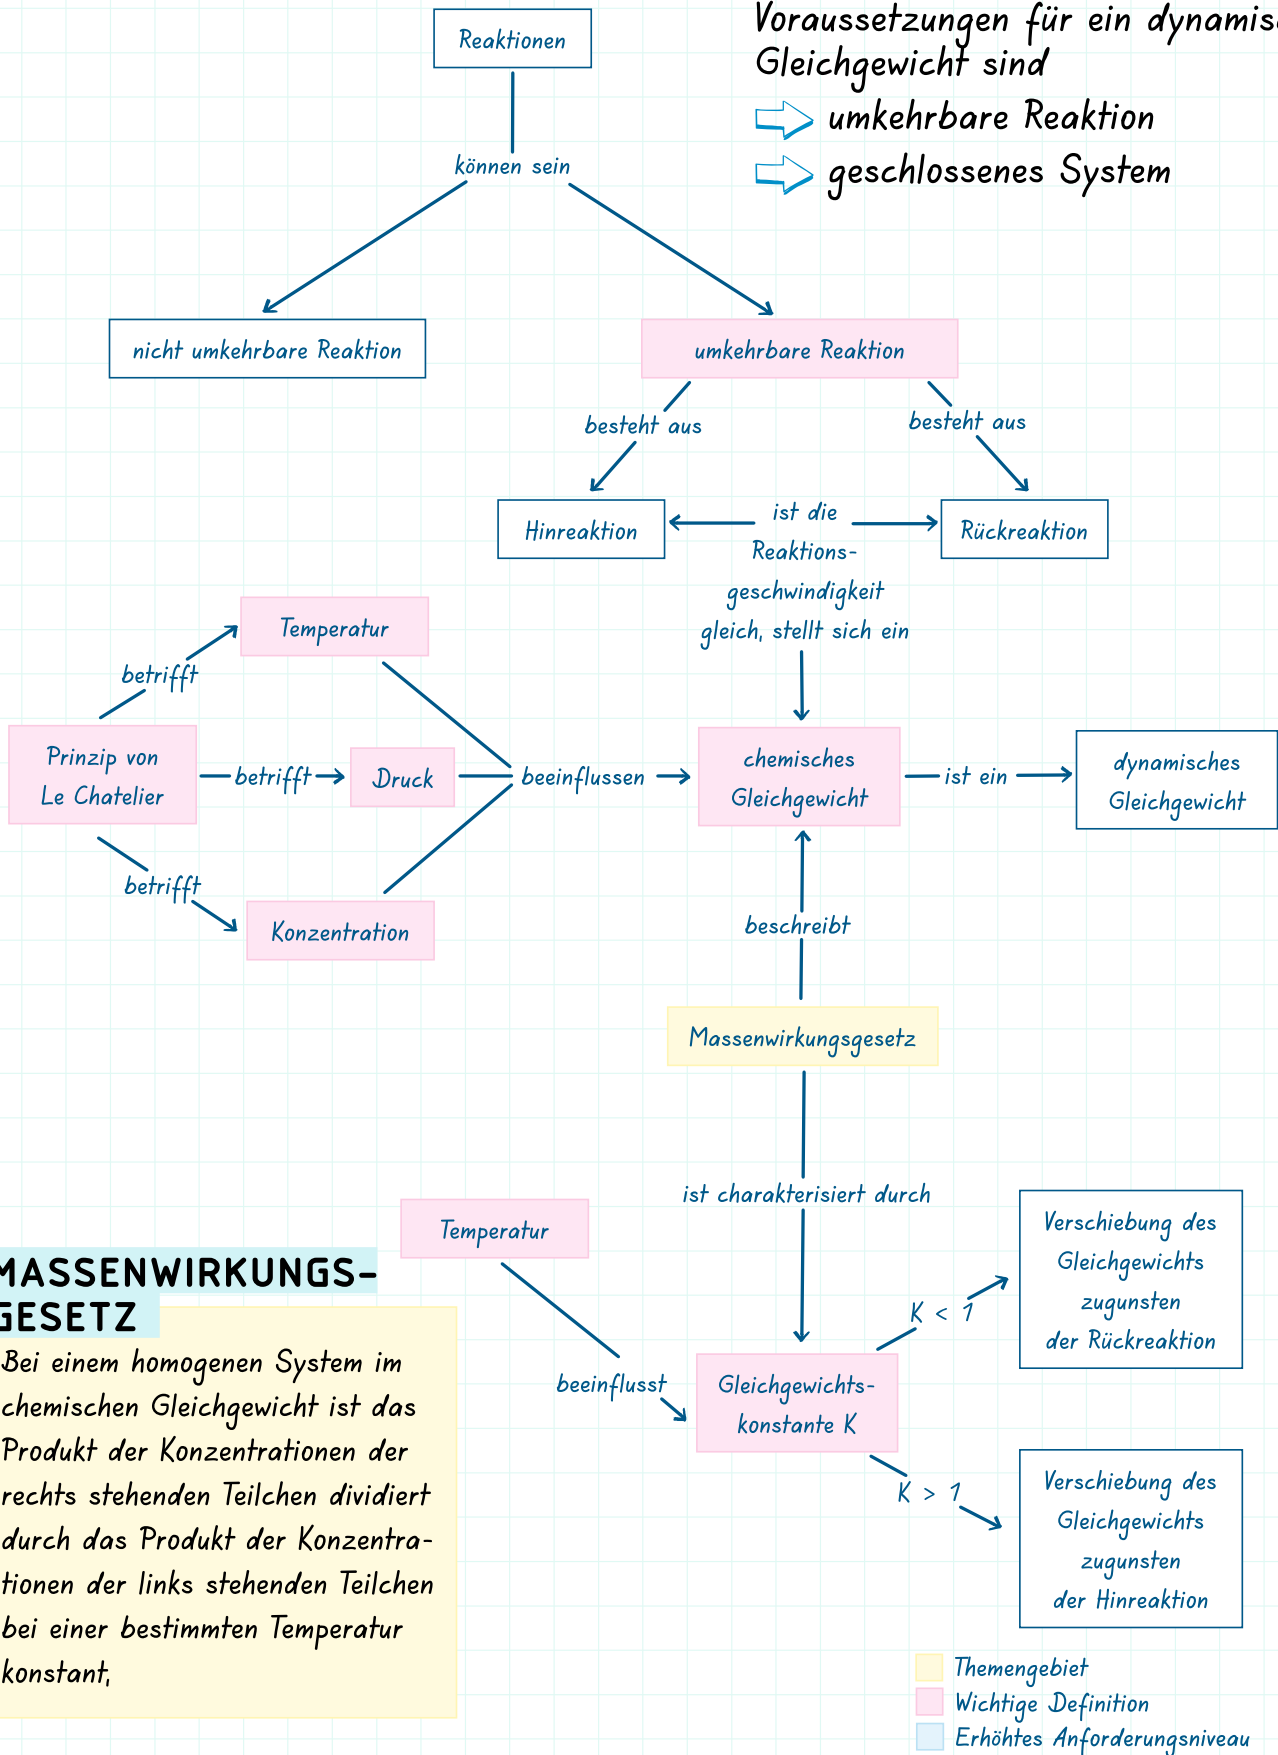 Voraussetzungen für ein
Gleichgewicht sind
umkehrbare Reaktion
geschlossenes System
Reaktionen
können sein
nicht umkehrbare Reaktion
umkehrbare Reaktion
besteht aus
besteht aus
Hinreaktion
ist die
Reaktions-
geschwindigkeit
gleich, stellt sich ein
Rückreaktion
Temperatur
betrifft
Prinzip von
Le Chatelier
betrifft
Druck
beeinflussen
chemisches
Gleichgewicht
ist ein
dynamisches
Gleichgewicht
betrifft
Konzentration
beschreibt
Massenwirkungsgesetz
ist charakterisiert durch
Temperatur
beeinflusst
Gleichgewichts-
konstante K
K < 1
Verschiebung des
Gleichgewichts
zugunsten
der Rückreaktion
K > 1
Verschiebung des
Gleichgewichts
zugunsten
der Hinreaktion
MASSENWIRKUNGS-
GESETZ
Bei einem homogenen System im
chemischen Gleichgewicht ist das
Produkt der Konzentrationen der
rechts stehenden Teilchen dividiert
durch das Produkt der Konzentra-
tionen der links stehenden Teilchen
bei einer bestimmten Temperatur
konstant,
Themengebiet
Wichtige Definition
Erhöhtes Anforderungsniveau